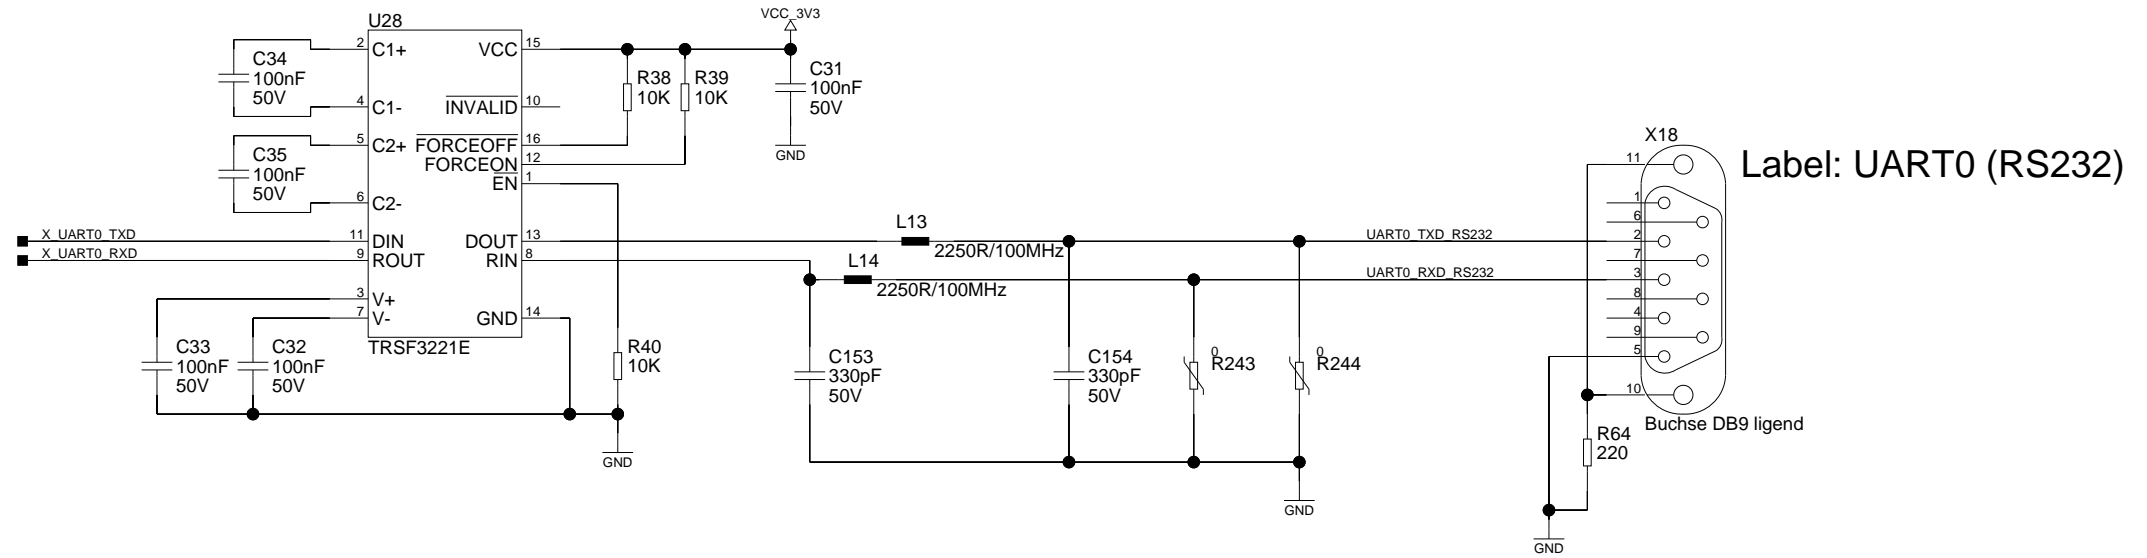 U28
2
C1+
C34
100nF
50V
4
C1-
5
C2+
C35
100nF
50V
6
C2-
X_UART0_TXD
11
DIN
X_UART0_RXD
9
ROUT
3
V+
7
V-
C33
100nF
50V
C32
100nF
50V
VCC
15
INVALID
10
FORCEOFF
16
FORCEON
12
EN
1
DOUT
13
RIN
8
GND
14
TRSF3221E
VCC_3V3
R38
10K
R39
10K
C31
100nF
50V
GND
R40
10K
GND
L13
2250R/100MHz
L14
2250R/100MHz
C153
330pF
50V
C154
330pF
50V
0
R243
0
R244
GND
UART0_TXD_RS232
UART0_RXD_RS232
X18
11
1
6
2
7
3
8
4
9
5
10
Buchse DB9 ligend
R64
220
GND
Label: UART0 (RS232)